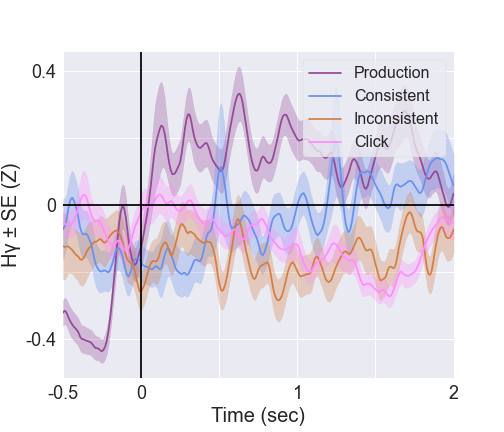 Production
Consistent
Inconsistent
Click
0.4
0
-0.4
Hγ ± SE (Z)
-0.5
0
1
2
Time (sec)